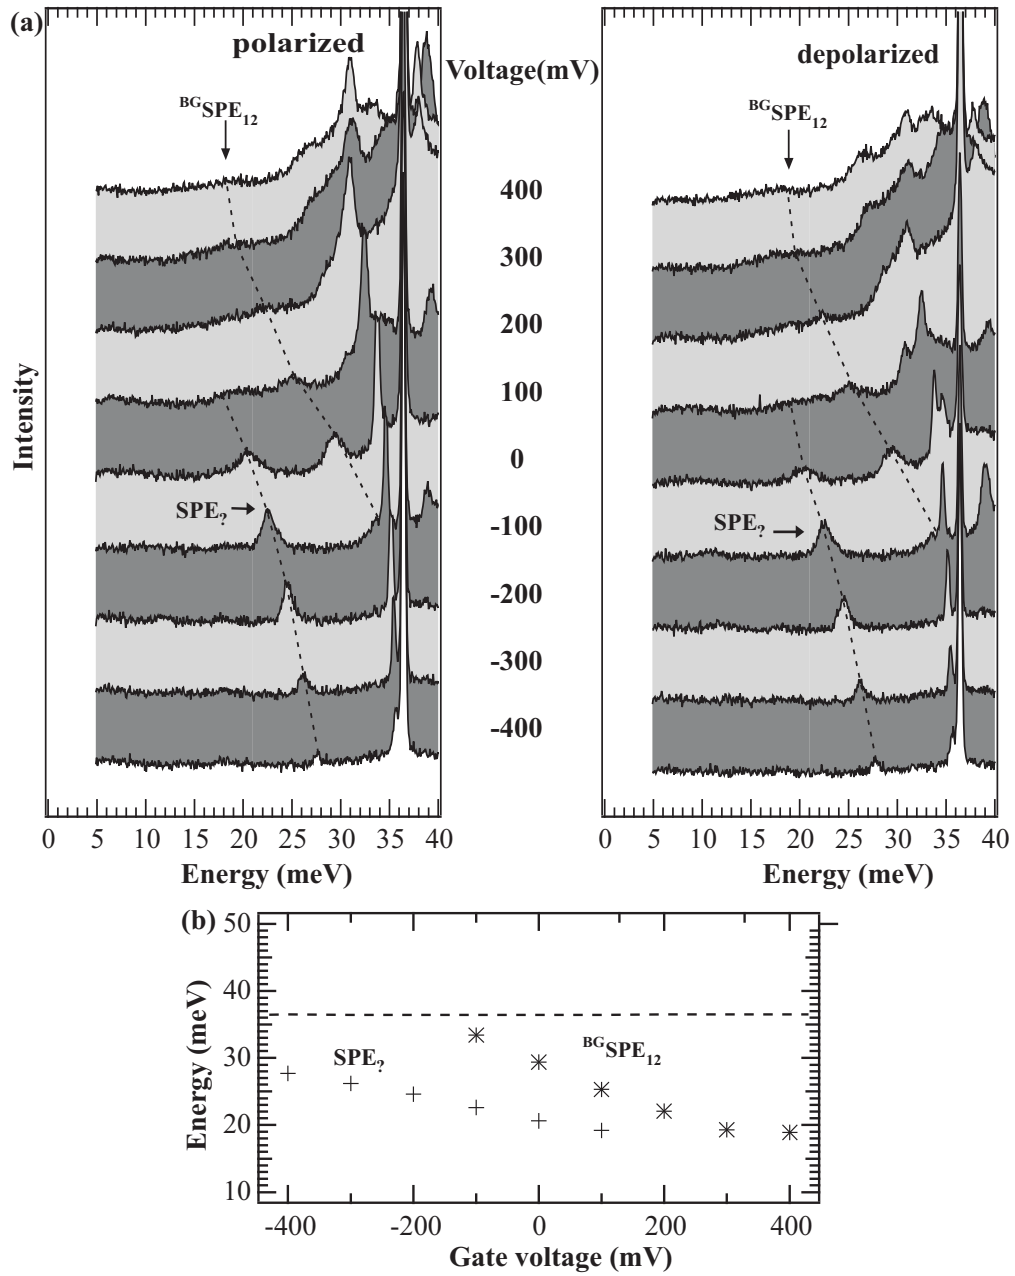 (a)
polarized
Voltage(mV)
depolarized
BGSPE12
BGSPE12
400
300
200
100
0
-100
-200
-300
-400
SPE?
SPE?
Intensity
0 5 10 15 20 25 30 35 40
0 5 10 15 20 25 30 35 40
Energy (meV)
Energy (meV)
(b)
50
40
30
20
10
Energy (meV)
SPE?
BGSPE12
-400 -200 0 200 400
Gate voltage (mV)